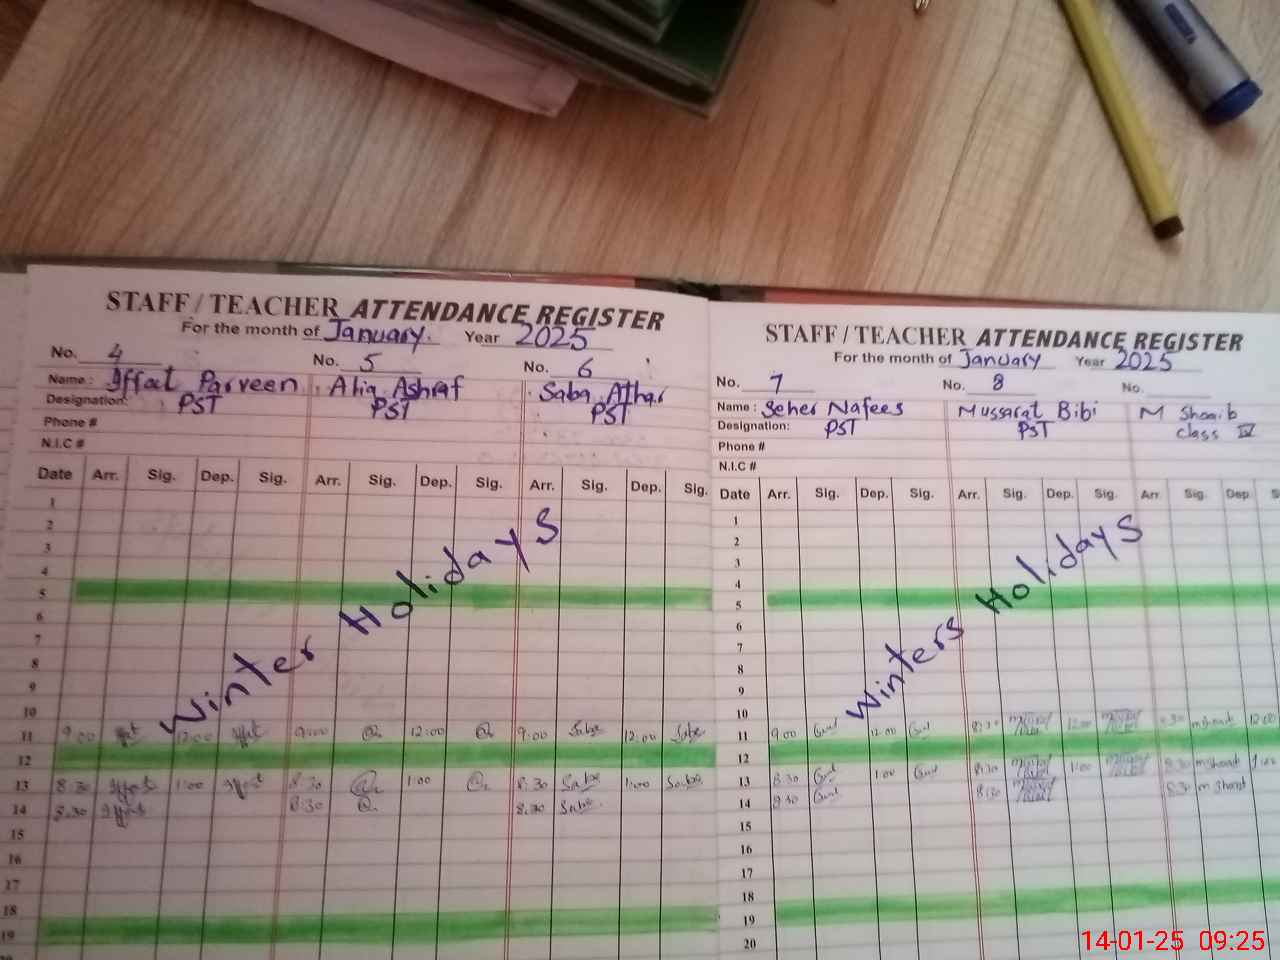 STAFF / TEACHER ATTENDANCE REGISTER
For the month of January. Year 2025
No. 4 No. 5 No. 6
Name : Iffat Parveen Aliq Ashraf Saba Athar
Designation: PST PST PST
Phone #
N.I.C #
Date Arr. Sig. Dep. Sig. Arr. Sig. Dep. Sig. Arr. Sig. Dep. Sig.
1
2
3
4
5
6
7
8
9
10
Winter Holidays
11 9:00 12:00 9:00 12:00 9:00 Saba 12:00 Saba
12
13 8:30 Iffat 1:00 Iffat 8:30 1:00 8:30 Saba 1:00 Saba
14 8:30 Iffat 8:30 8:30 Saba
15
16
17
18
19
STAFF / TEACHER ATTENDANCE REGISTER
For the month of January Year 2025
No. 7 No. 8 No.
Name : Seher Nafees Mussarat Bibi M Shoaib
Designation: PST PST Class IV
Phone #
N.I.C #
Date Arr. Sig. Dep. Sig. Arr. Sig. Dep. Sig. Arr. Sig. Dep.
1
2
3
4
5
6
7
8
9
10
Winters Holidays
11 9:00 12:00 8:30 12:00 8:30 m shoaib 12:00
12
13 8:30 1:00 8:30 1:00 8:30 m shoaib 1:00
14 8:30 8:30 8:30 m shoaib
15
16
17
18
19
20
14-01-25 09:25